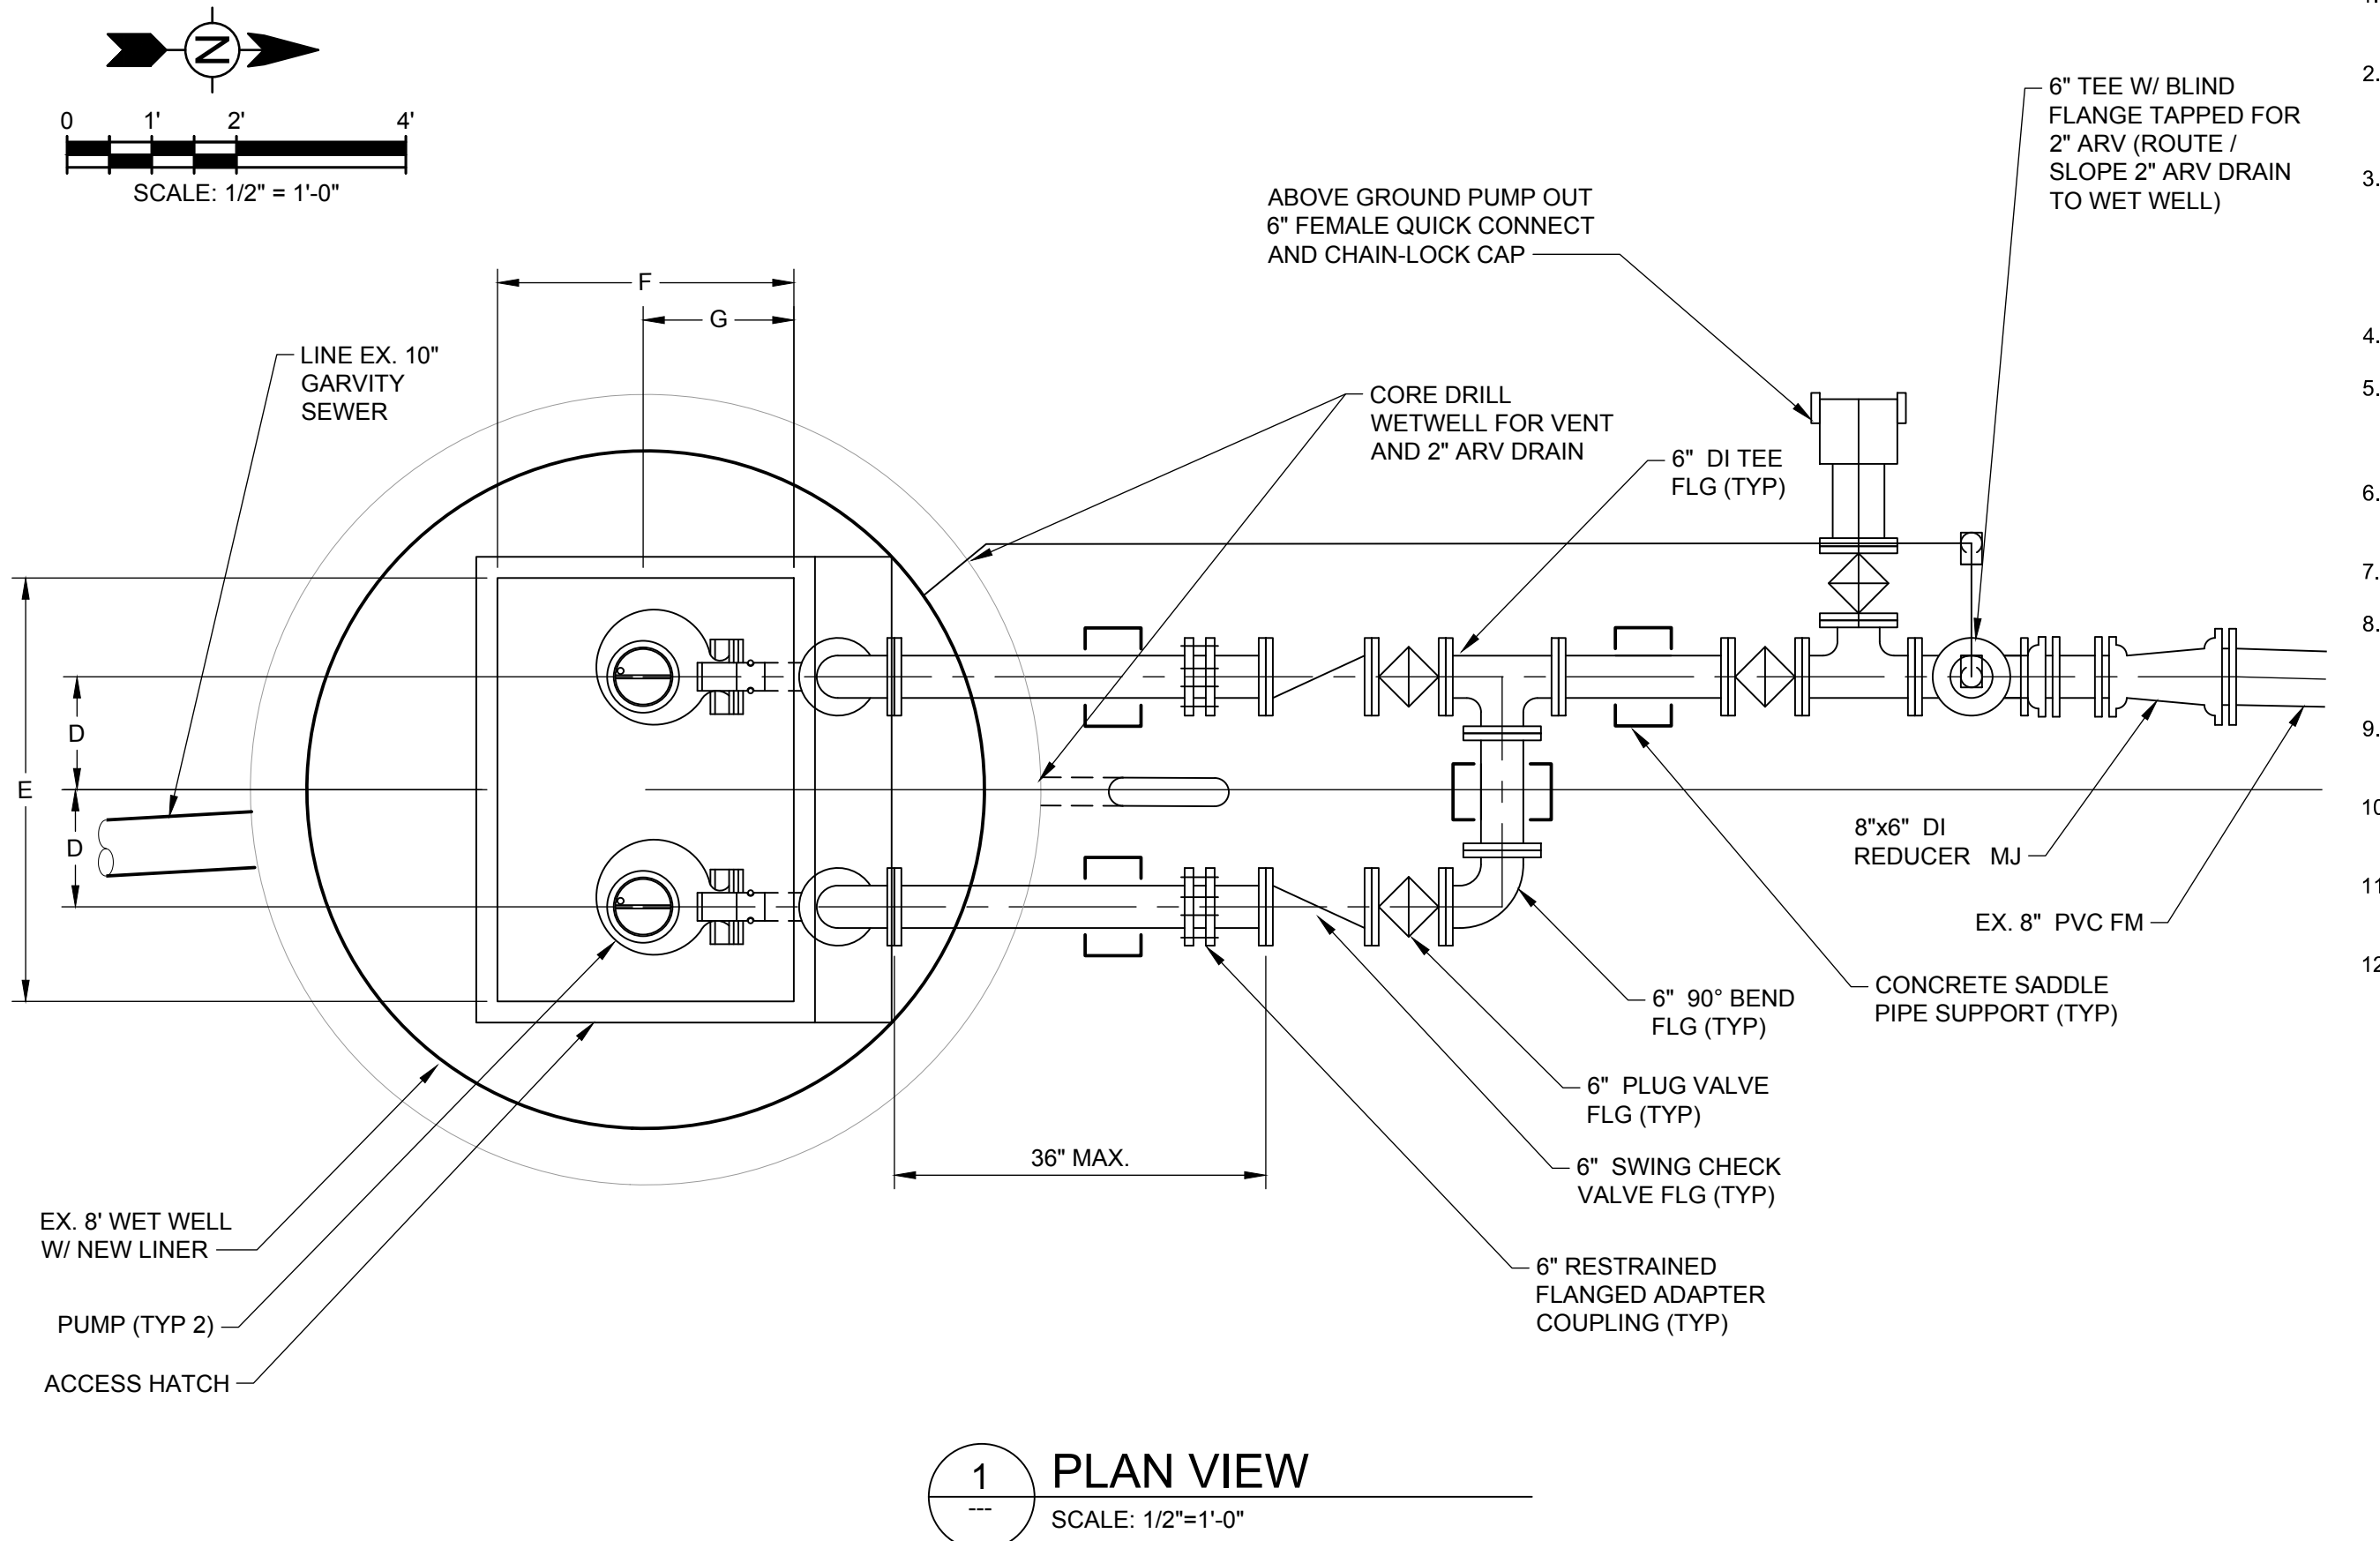 N
0 1' 2' 4'
SCALE: 1/2" = 1'-0"
6" TEE W/ BLIND
FLANGE TAPPED FOR
2" ARV (ROUTE /
SLOPE 2" ARV DRAIN
TO WET WELL)
ABOVE GROUND PUMP OUT
6" FEMALE QUICK CONNECT
AND CHAIN-LOCK CAP
F
G
LINE EX. 10"
GARVITY
SEWER
CORE DRILL
WETWELL FOR VENT
AND 2" ARV DRAIN
6" DI TEE
FLG (TYP)
D
E
D
8"x6" DI
REDUCER MJ
EX. 8" PVC FM
CONCRETE SADDLE
PIPE SUPPORT (TYP)
6" 90° BEND
FLG (TYP)
6" PLUG VALVE
FLG (TYP)
36" MAX.
6" SWING CHECK
VALVE FLG (TYP)
EX. 8' WET WELL
W/ NEW LINER
6" RESTRAINED
FLANGED ADAPTER
COUPLING (TYP)
PUMP (TYP 2)
ACCESS HATCH
1
---
PLAN VIEW
SCALE: 1/2"=1'-0"
2.
3.
4.
5.
6.
7.
8.
9.
10
11
12